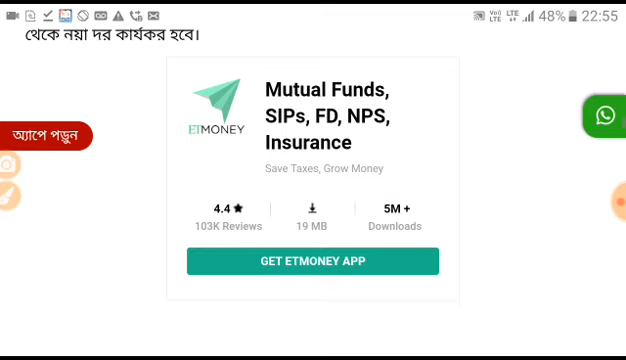 48% 22:55
থেকে নয়া দর কার্যকর হবে।
Mutual Funds,
SIPs, FD, NPS,
Insurance
ETMONEY
Save Taxes, Grow Money
অ্যাপে পড়ুন
4.4 ★ 5M +
103K Reviews 19 MB Downloads
GET ETMONEY APP